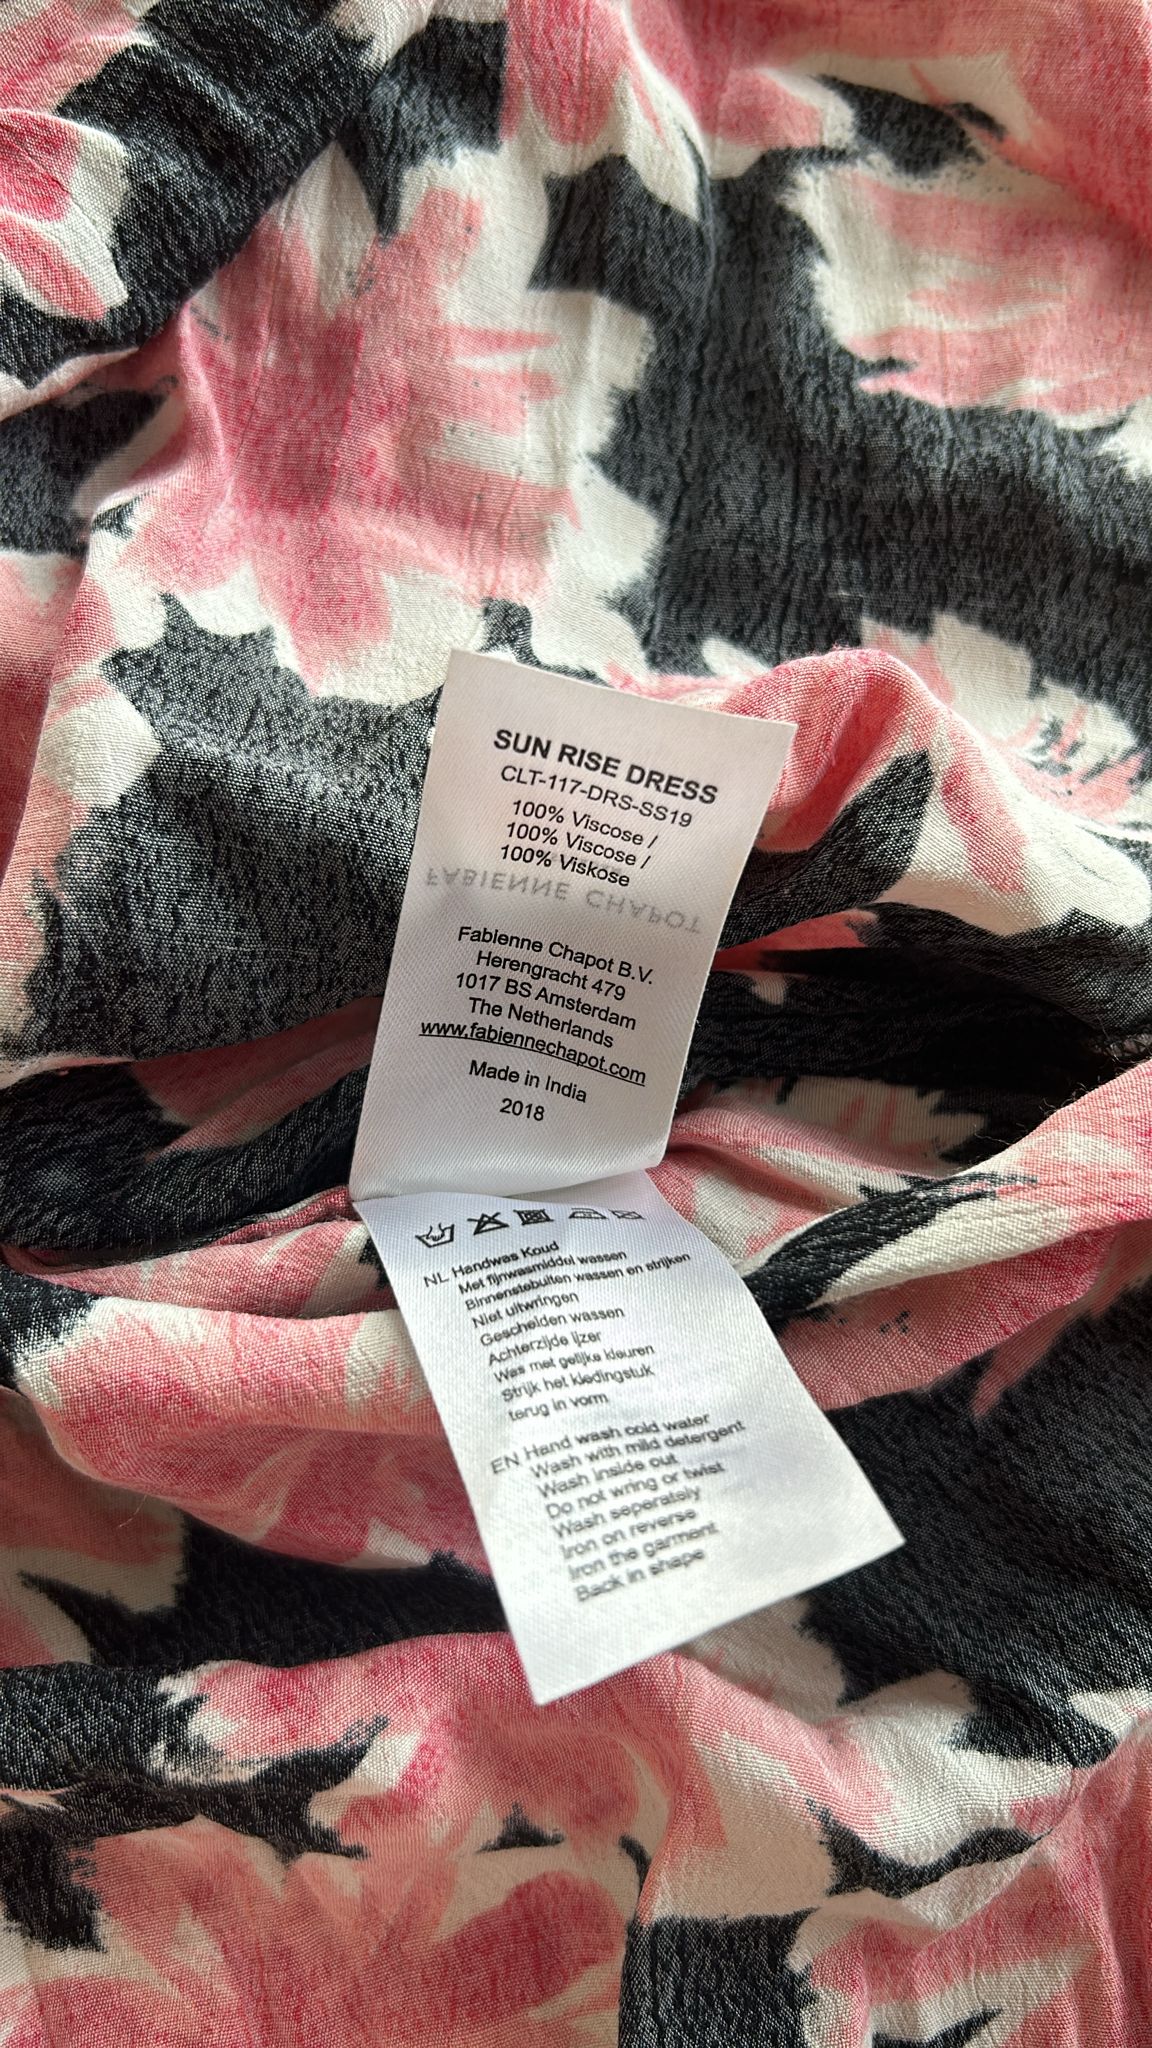 SUN RISE DRESS
CLT-117-DRS-SS19
100% Viscose /
100% Viscose /
100% Viskose
FABIENNE CHAPOT
Fabienne Chapot B.V.
Herengracht 479
1017 BS Amsterdam
The Netherlands
www.fabiennechapot.com
Made in India
2018
NL Handwas Koud
Met fijnwasmiddel wassen
Binnenstebuiten wassen en strijken
Niet uitwringen
Gescheiden wassen
Achterzijde ijzer
Was met gelijke kleuren
Strijk het kledingstuk
terug in vorm
EN Hand wash cold water
Wash with mild detergent
Wash inside out
Do not wring or twist
Wash seperately
Iron on reverse
Iron the garment
Back in shape